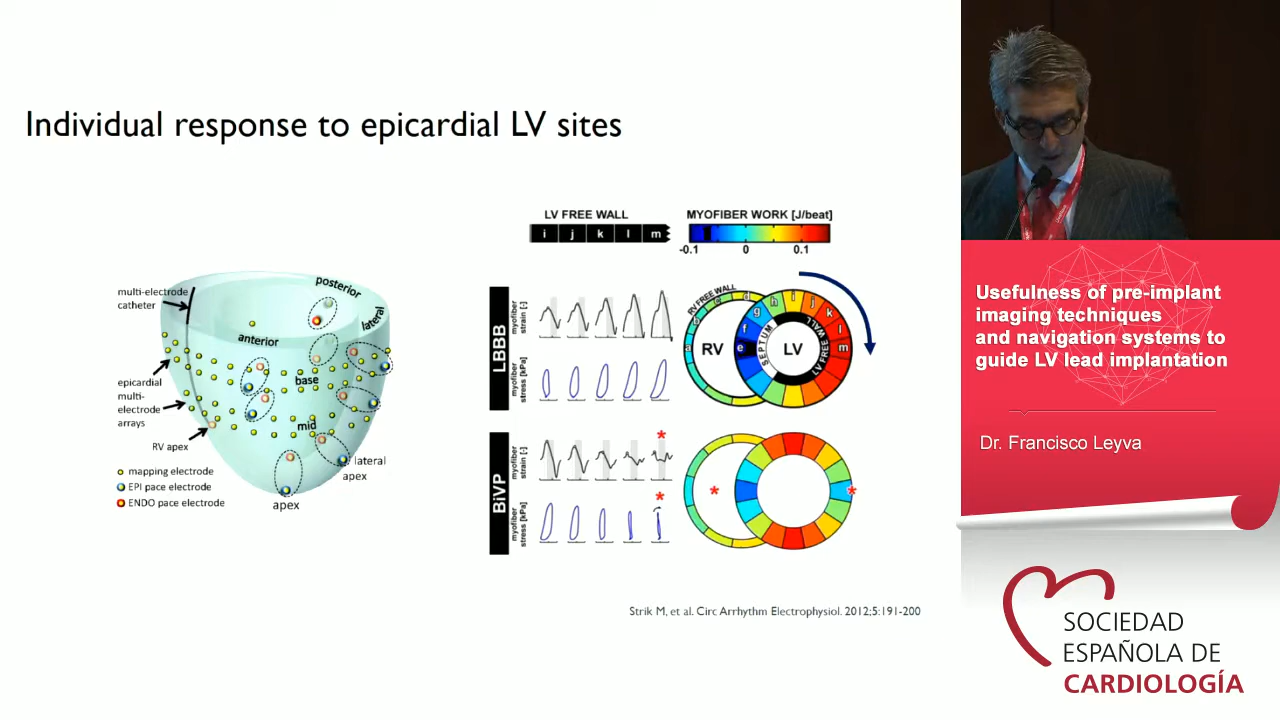 Individual response to epicardial LV sites
multi-electrode
catheter
posterior
lateral
anterior
base
epicardial
multi-
electrode
arrays
mid
RV apex
lateral
apex
apex
mapping electrode
EPI pace electrode
ENDO pace electrode
LV FREE WALL
i j k l m
MYOFIBER WORK [J/beat]
-0.1 0 0.1
LBBB
myofiber
strain [-]
myofiber
stress [kPa]
RV FREE WALL
a
d
e
f
g
h
i
j
k
l
m
RV
SEPTUM
LV
LV FREE WALL
BiVP
myofiber
strain [-]
*
myofiber
stress [kPa]
*
*
*
Strik M, et al. Circ Arrhythm Electrophysiol. 2012;5:191-200
Usefulness of pre-implant
imaging techniques
and navigation systems to
guide LV lead implantation
Dr. Francisco Leyva
SOCIEDAD
ESPAÑOLA DE
CARDIOLOGÍA